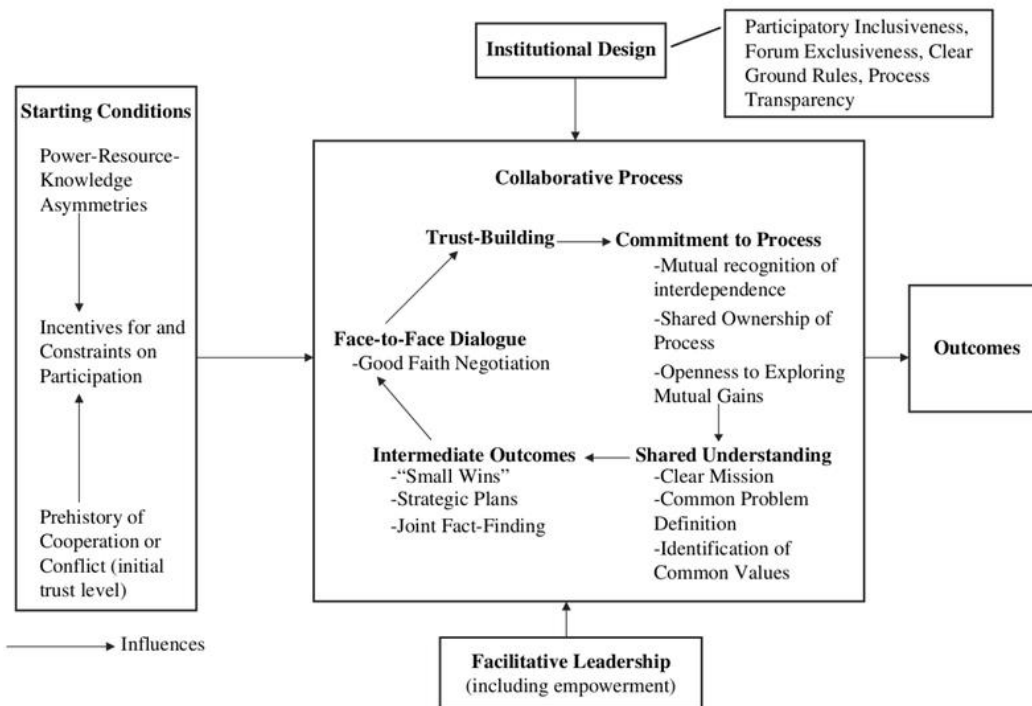 Institutional Design
Participatory Inclusiveness,
Forum Exclusiveness, Clear
Ground Rules, Process
Transparency
Starting Conditions
Power-Resource-
Knowledge
Asymmetries
Incentives for and
Constraints on
Participation
Prehistory of
Cooperation or
Conflict (initial
trust level)
Influences
Collaborative Process
Trust-Building
Commitment to Process
-Mutual recognition of
interdependence
-Shared Ownership of
Process
-Openness to Exploring
Mutual Gains
Face-to-Face Dialogue
-Good Faith Negotiation
Intermediate Outcomes
-“Small Wins”
-Strategic Plans
-Joint Fact-Finding
Shared Understanding
-Clear Mission
-Common Problem
Definition
-Identification of
Common Values
Outcomes
Facilitative Leadership
(including empowerment)